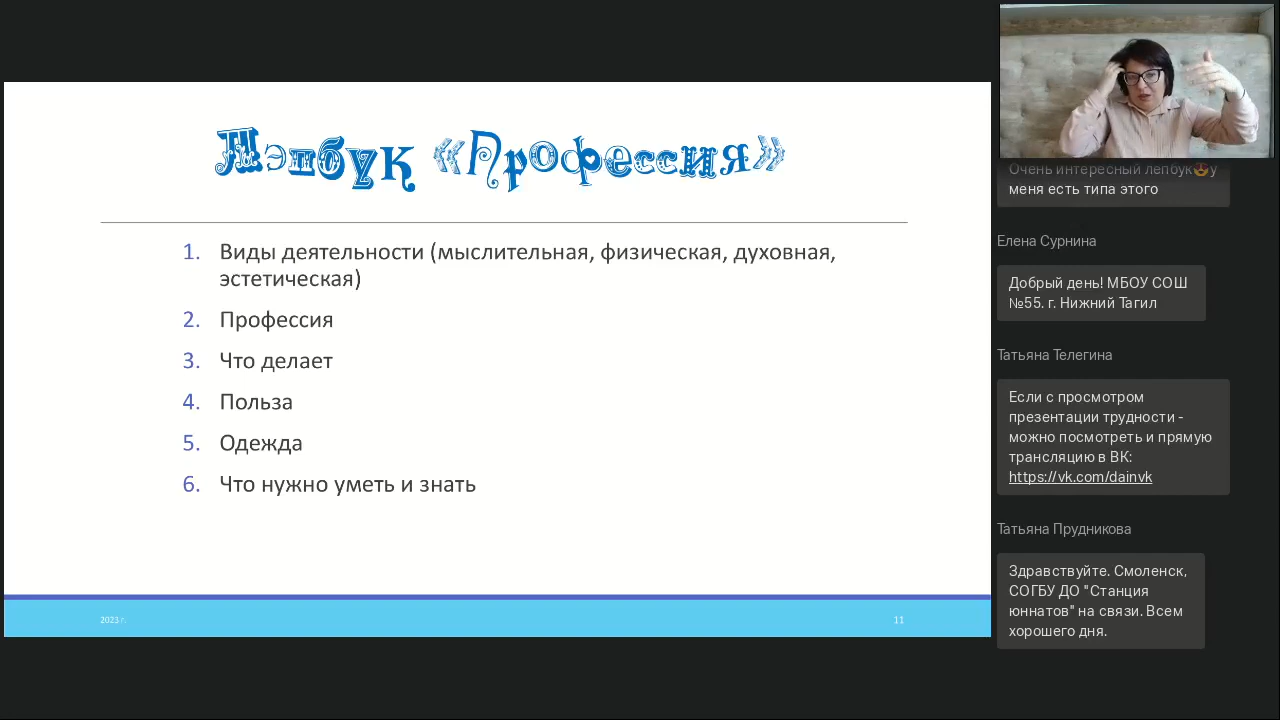 Лэпбук «Профессия»
1. Виды деятельности (мыслительная, физическая, духовная,
эстетическая)
2. Профессия
3. Что делает
4. Польза
5. Одежда
6. Что нужно уметь и знать
2023 г.
11
Очень интересный лепбук😍у
меня есть типа этого
Елена Сурнина
Добрый день! МБОУ СОШ
№55. г. Нижний Тагил
Татьяна Телегина
Если с просмотром
презентации трудности -
можно посмотреть и прямую
трансляцию в ВК:
https://vk.com/dainvk
Татьяна Прудникова
Здравствуйте. Смоленск,
СОГБУ ДО "Станция
юннатов" на связи. Всем
хорошего дня.